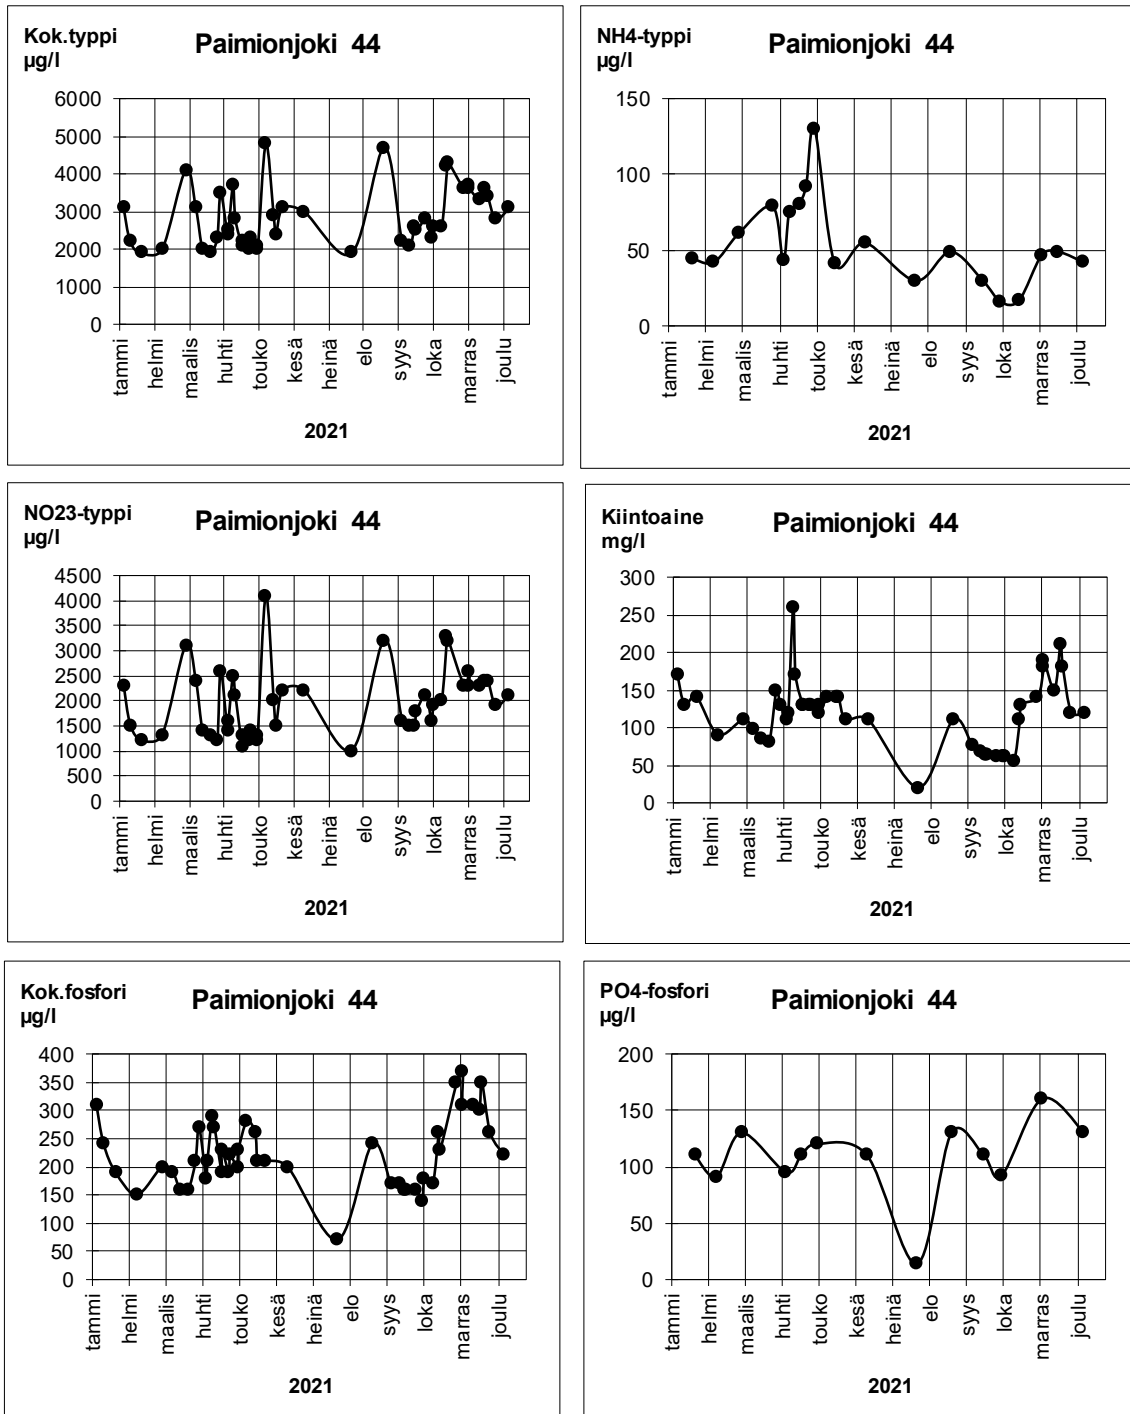 Kok.typpi
µg/l
Paimionjoki 44
6000
5000
4000
3000
2000
1000
0
tammi
helmi
maalis
huhti
touko
kesä
heinä
elo
syys
loka
marras
joulu
2021
NH4-typpi
µg/l
Paimionjoki 44
150
100
50
0
tammi
helmi
maalis
huhti
touko
kesä
heinä
elo
syys
loka
marras
joulu
2021
NO23-typpi
µg/l
Paimionjoki 44
4500
4000
3500
3000
2500
2000
1500
1000
500
0
tammi
helmi
maalis
huhti
touko
kesä
heinä
elo
syys
loka
marras
joulu
2021
Kiintoaine
mg/l
Paimionjoki 44
300
250
200
150
100
50
0
tammi
helmi
maalis
huhti
touko
kesä
heinä
elo
syys
loka
marras
joulu
2021
Kok.fosfori
µg/l
Paimionjoki 44
400
350
300
250
200
150
100
50
0
tammi
helmi
maalis
huhti
touko
kesä
heinä
elo
syys
loka
marras
joulu
2021
PO4-fosfori
µg/l
Paimionjoki 44
200
150
100
50
0
tammi
helmi
maalis
huhti
touko
kesä
heinä
elo
syys
loka
marras
joulu
2021